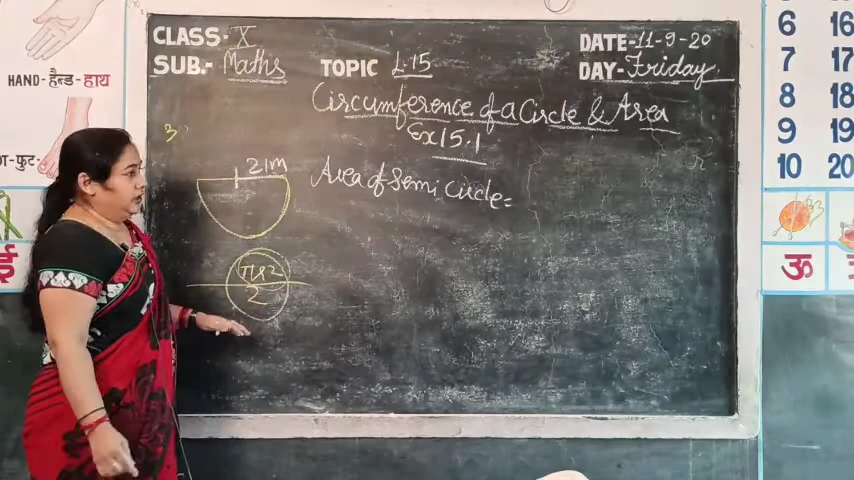 HAND-हैन्ड-हाथ
-फुट-
ई
CLASS- X
SUB.- Maths
TOPIC L-15
DATE-11-9-20
DAY-Friday
Circumference of a Circle & Area
Ex 15.1
3:
21m
Area of Semi circle=
πr2
2
6 16
7 17
8 18
9 19
10 20
ऊ